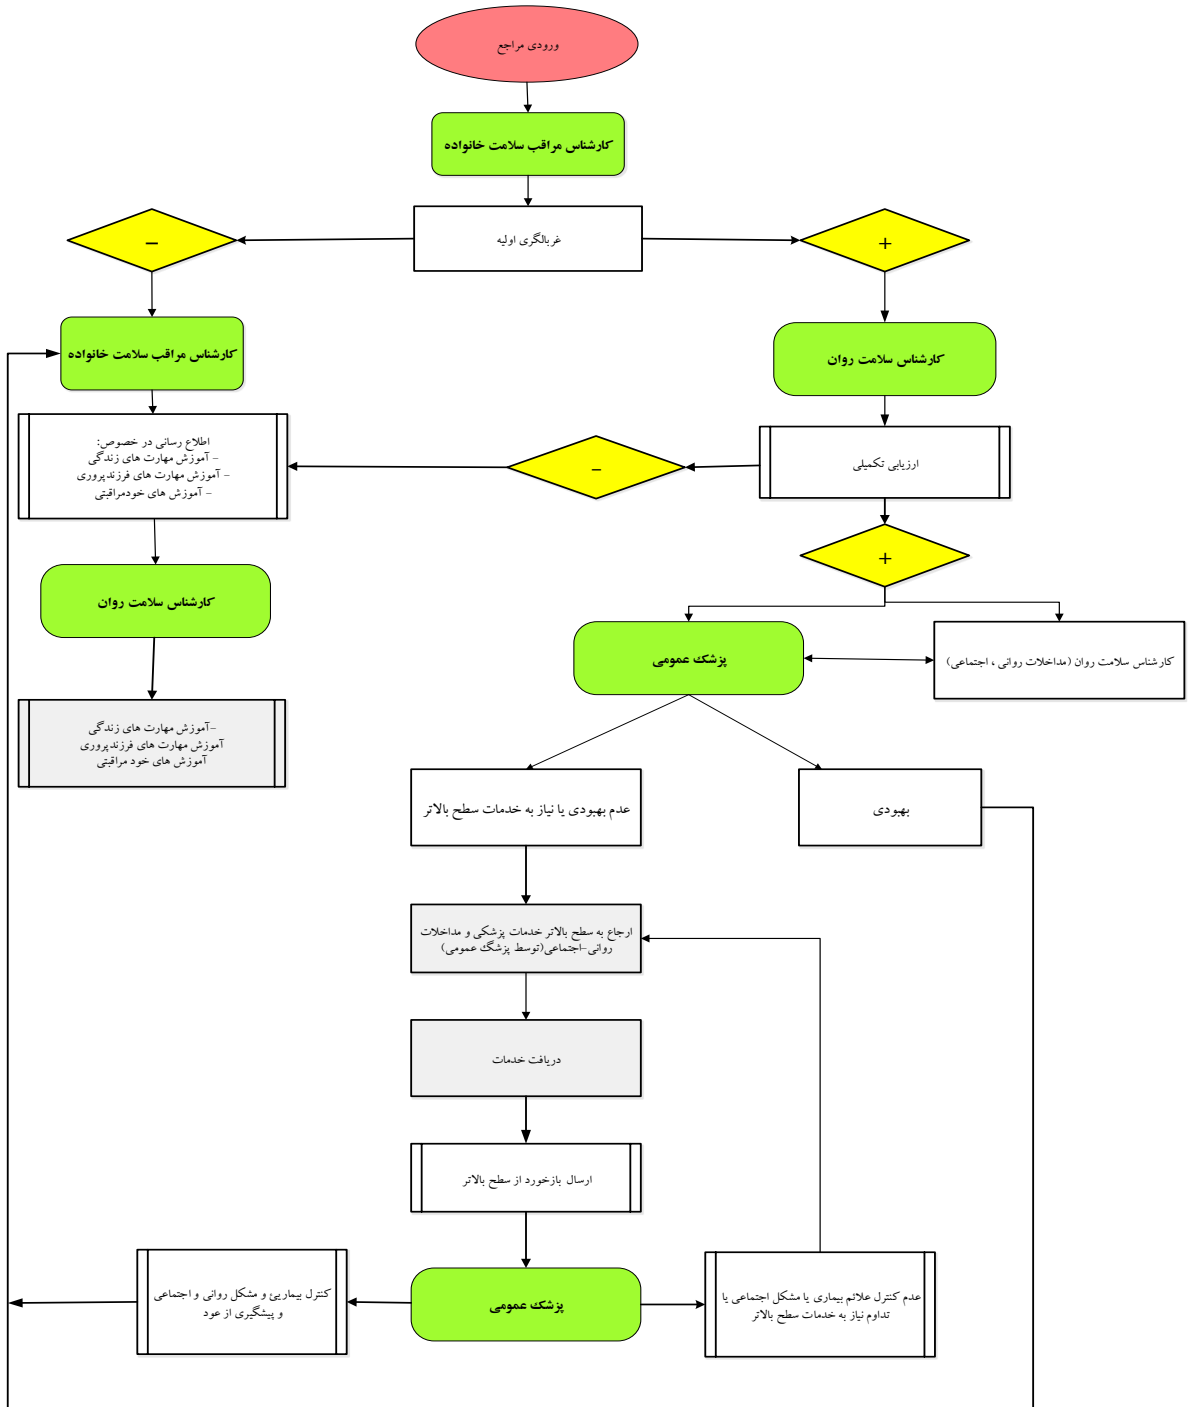 ورودی مراجع
کارشناس مراقب سلامت خانواده
غربالگری اولیه
–
+
کارشناس مراقب سلامت خانواده
کارشناس سلامت روان
اطلاع رسانی در خصوص:
– آموزش مهارت های زندگی
– آموزش مهارت های فرزندپروری
– آموزش های خودمراقبتی
–
ارزیابی تکمیلی
+
کارشناس سلامت روان
پزشک عمومی
کارشناس سلامت روان (مداخلات روانی ، اجتماعی)
–آموزش مهارت های زندگی
آموزش مهارت های فرزندپروری
آموزش های خود مراقبتی
عدم بهبودی یا نیاز به خدمات سطح بالاتر
بهبودی
ارجاع به سطح بالاتر خدمات پزشکی و مداخلات
روانی–اجتماعی(توسط پزشگ عمومی)
دریافت خدمات
ارسال بازخورد از سطح بالاتر
کنترل بیماریئ و مشکل روانی و اجتماعی
و پیشگیری از عود
پزشک عمومی
عدم کنترل علائم بیماری یا مشکل اجتماعی یا
تداوم نیاز به خدمات سطح بالاتر